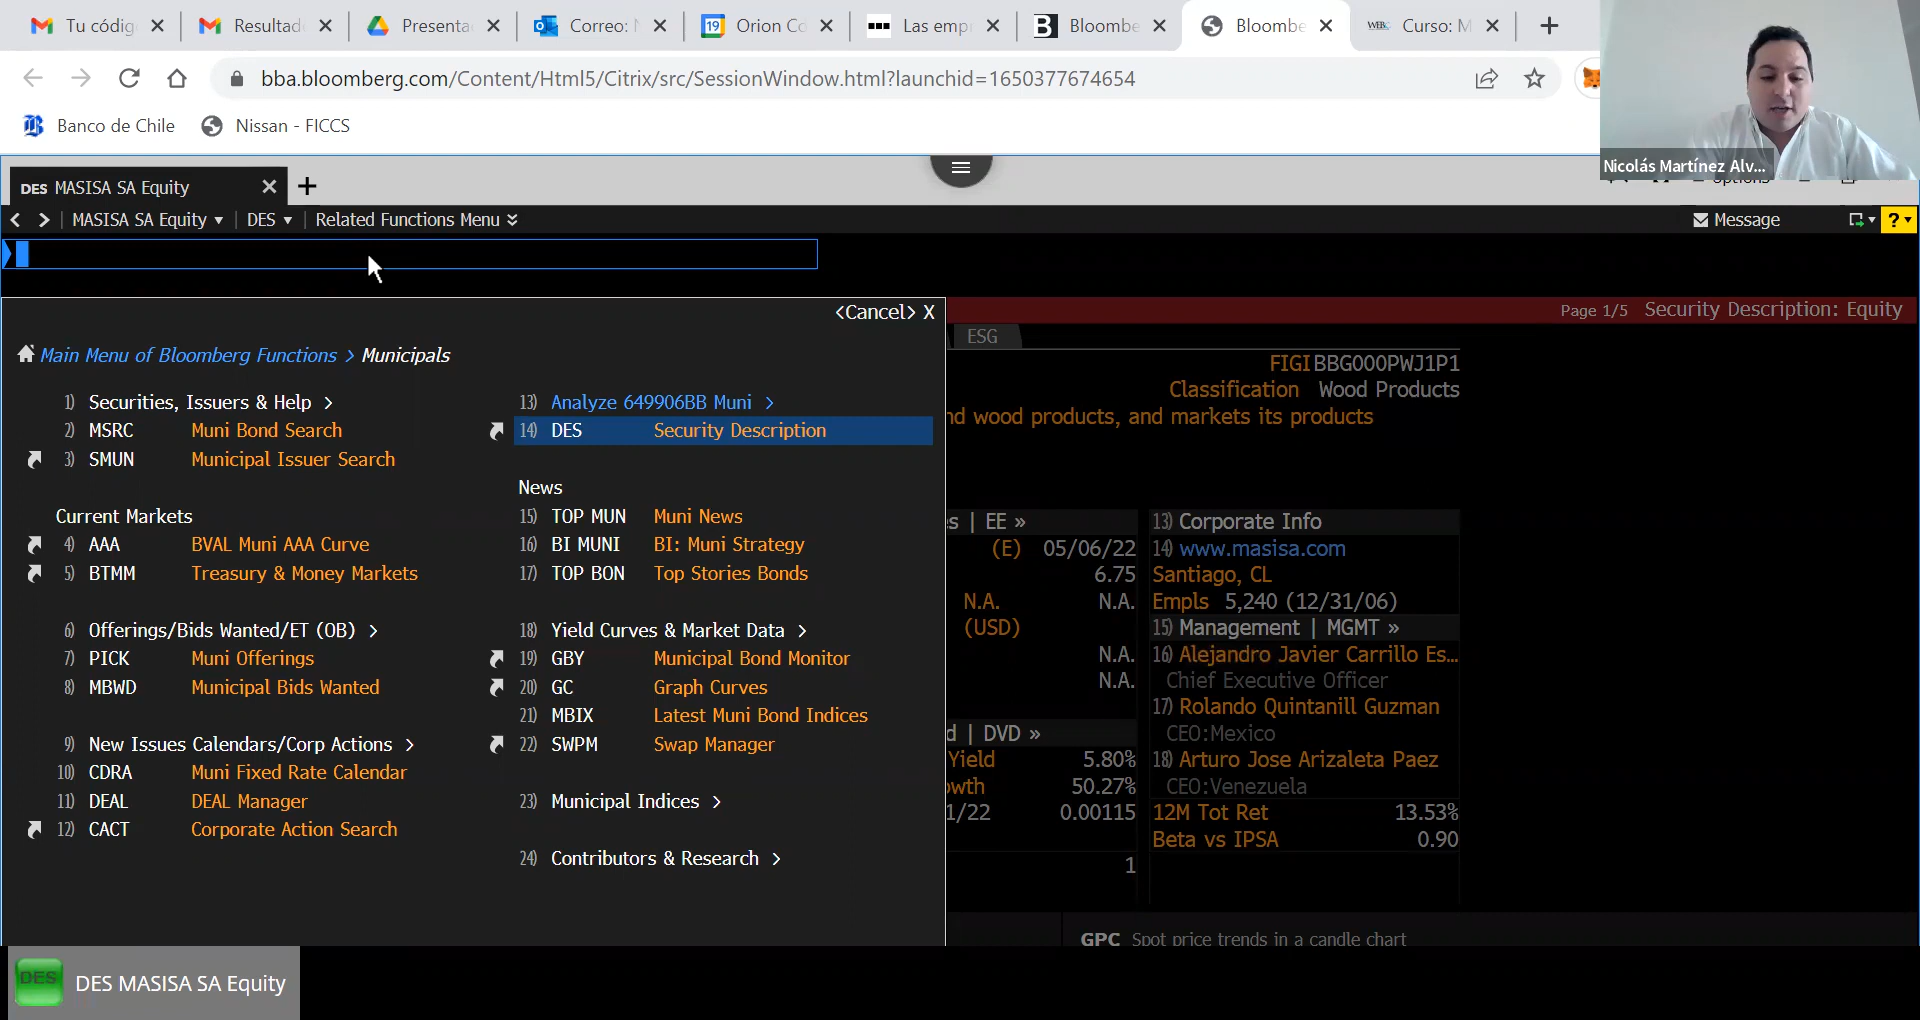 Tu códig
Resultad
Presenta
Correo: N
19
Orion Co
Las emp
Bloombe
Bloombe
Curso: M
bba.bloomberg.com/Content/Html5/Citrix/src/SessionWindow.html?launchid=1650377674654
Banco de Chile
Nissan - FICCS
Nicolás Martínez Alv...
DES MASISA SA Equity
MASISA SA Equity
DES
Related Functions Menu
Message
?
<Cancel> X
Page 1/5 Security Description: Equity
ESG
Main Menu of Bloomberg Functions > Municipals
1) Securities, Issuers & Help >
2) MSRC Muni Bond Search
3) SMUN Municipal Issuer Search
Current Markets
4) AAA BVAL Muni AAA Curve
5) BTMM Treasury & Money Markets
6) Offerings/Bids Wanted/ET (OB) >
7) PICK Muni Offerings
8) MBWD Municipal Bids Wanted
9) New Issues Calendars/Corp Actions >
10) CDRA Muni Fixed Rate Calendar
11) DEAL DEAL Manager
12) CACT Corporate Action Search
13) Analyze 649906BB Muni >
14) DES Security Description
News
15) TOP MUN Muni News
16) BI MUNI BI: Muni Strategy
17) TOP BON Top Stories Bonds
18) Yield Curves & Market Data >
19) GBY Municipal Bond Monitor
20) GC Graph Curves
21) MBIX Latest Muni Bond Indices
22) SWPM Swap Manager
23) Municipal Indices >
24) Contributors & Research >
FIGI BBG000PWJ1P1
Classification Wood Products
nd wood products, and markets its products
s | EE »
(E) 05/06/22
6.75
N.A. N.A.
(USD)
N.A.
N.A.
d | DVD »
Yield 5.80%
owth 50.27%
1/22 0.00115
1
13) Corporate Info
14) www.masisa.com
Santiago, CL
Empls 5,240 (12/31/06)
15) Management | MGMT »
16) Alejandro Javier Carrillo Es...
Chief Executive Officer
17) Rolando Quintanill Guzman
CEO:Mexico
18) Arturo Jose Arizaleta Paez
CEO:Venezuela
12M Tot Ret 13.53%
Beta vs IPSA 0.90
GPC Spot price trends in a candle chart
DES
DES MASISA SA Equity